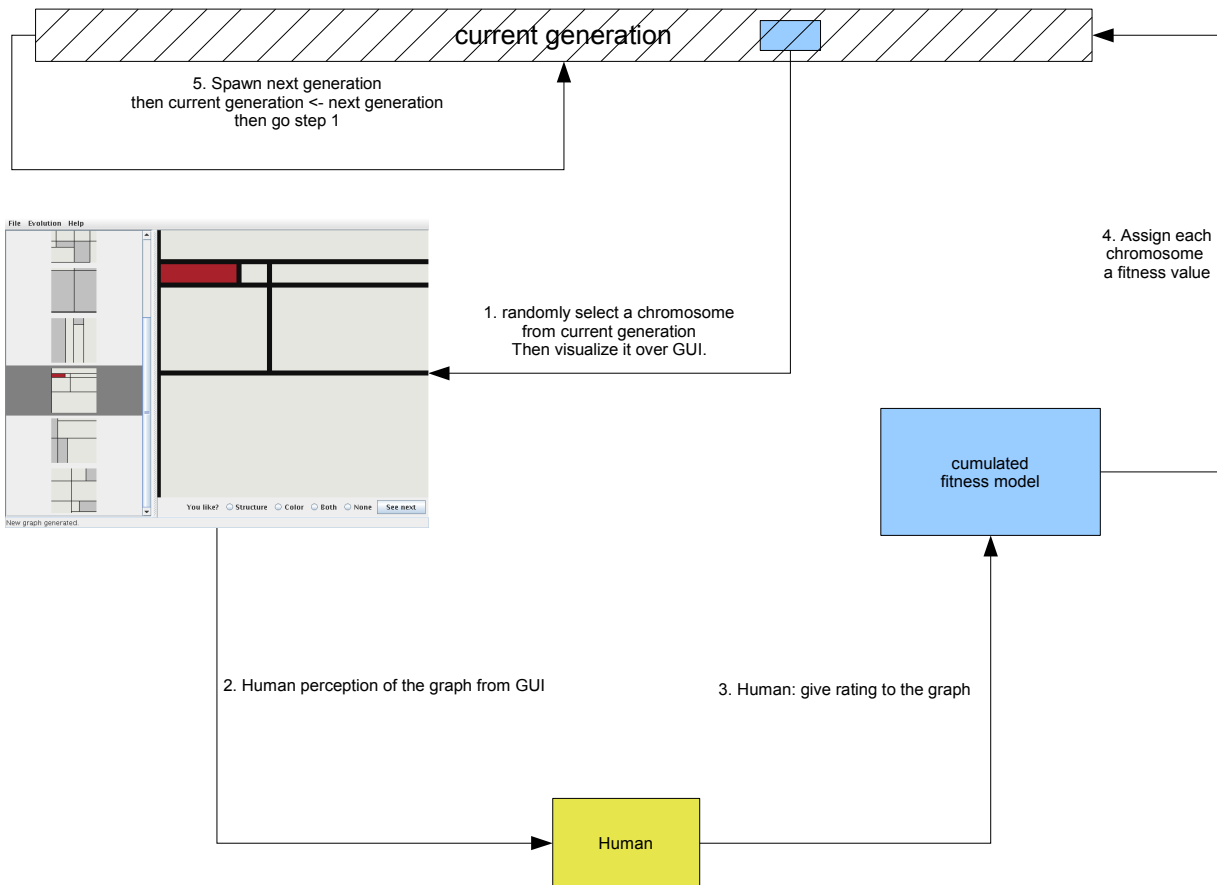 current generation
5. Spawn next generation
then current generation <- next generation
then go step 1
File Evolution Help
4. Assign each
chromosome
a fitness value
1. randomly select a chromosome
from current generation
Then visualize it over GUI.
cumulated
fitness model
You like? Structure Color Both None See next
New graph generated.
2. Human perception of the graph from GUI
3. Human: give rating to the graph
Human